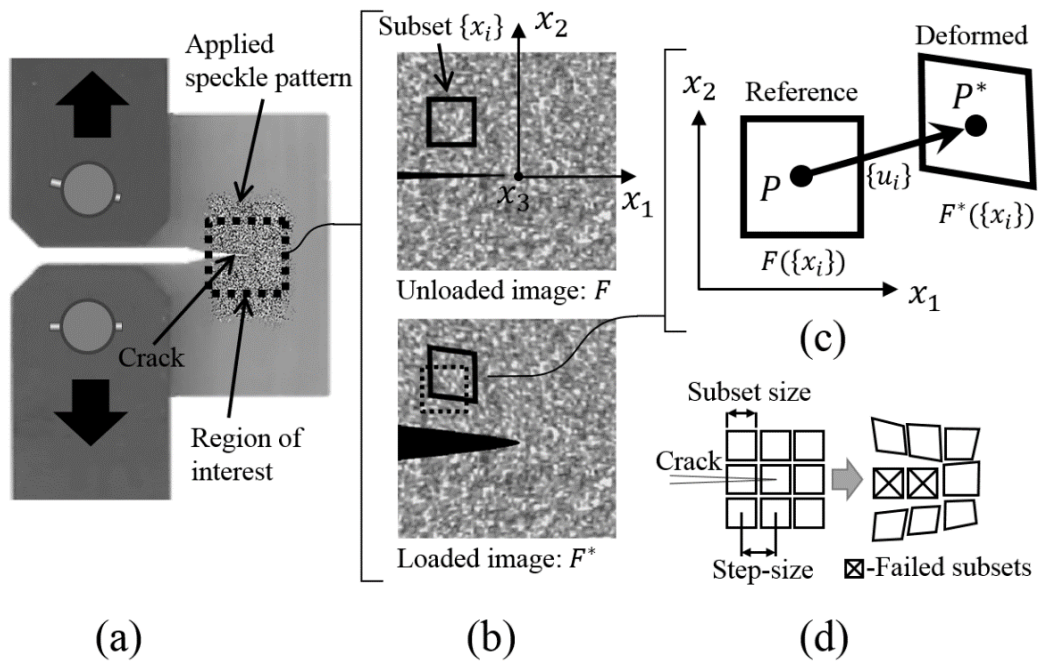 Applied
speckle pattern
Crack
Region of
interest
(a)
Subset {x_i}
x_2
x_3
x_1
Unloaded image: F
Loaded image: F*
(b)
x_2
Reference
Deformed
P
P*
{u_i}
F({x_i})
F*({x_i})
x_1
(c)
Subset size
Crack
Step-size
-Failed subsets
(d)